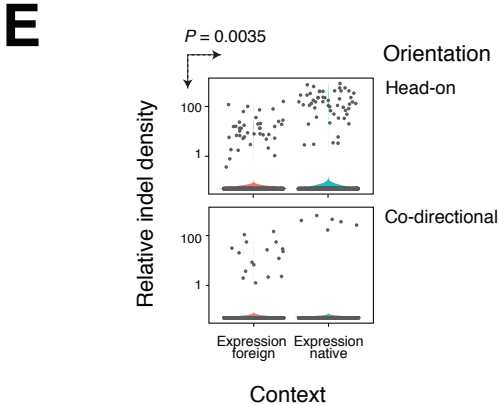 E
P = 0.0035
Orientation
Head-on
100
1
Relative indel density
Co-directional
100
1
Expression foreign
Expression native
Context